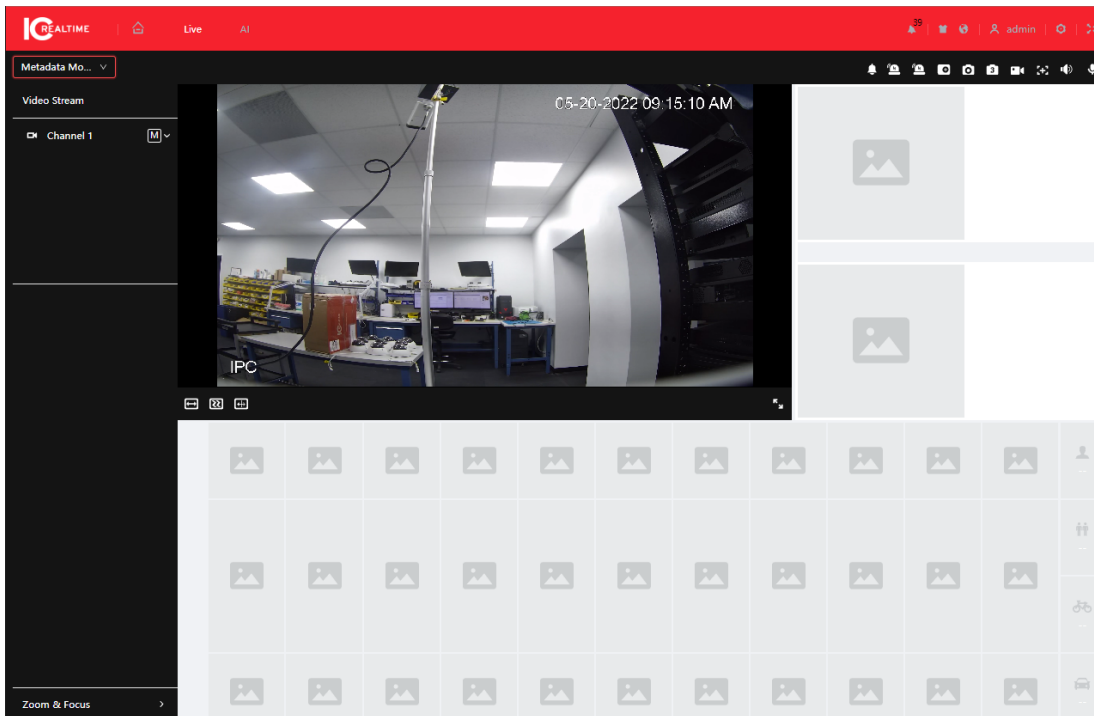 IC REALTIME
Live
AI
39
admin
Metadata Mo...
Video Stream
Channel 1
M
05-20-2022 09:15:10 AM
IPC
Zoom & Focus
--
--
--
--